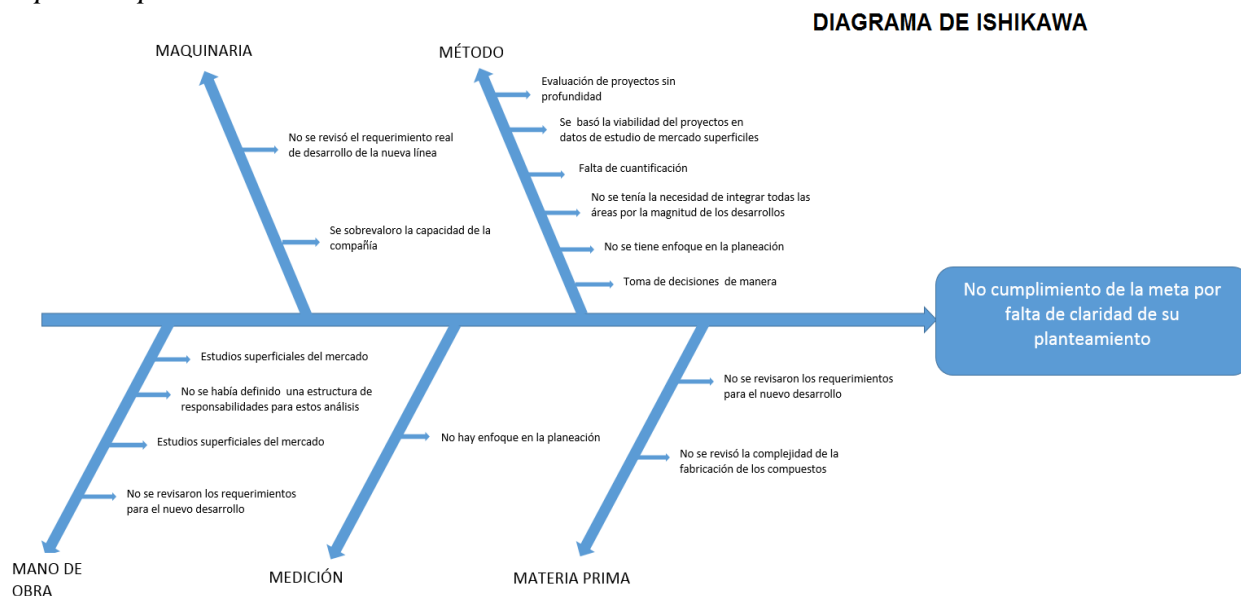 DIAGRAMA DE ISHIKAWA
MAQUINARIA
MÉTODO
Evaluación de proyectos sin
profundidad
Se basó la viabilidad del proyectos en
datos de estudio de mercado superficiles
Falta de cuantificación
No se tenía la necesidad de integrar todas las
áreas por la magnitud de los desarrollos
No se tiene enfoque en la planeación
Toma de decisiones de manera
No se revisó el requerimiento real
de desarrollo de la nueva línea
Se sobrevaloro la capacidad de la
compañía
No cumplimiento de la meta por
falta de claridad de su
planteamiento
Estudios superficiales del mercado
No se había definido una estructura de
responsabilidades para estos análisis
Estudios superficiales del mercado
No se revisaron los requerimientos
para el nuevo desarrollo
No hay enfoque en la planeación
No se revisaron los requerimientos
para el nuevo desarrollo
No se revisó la complejidad de la
fabricación de los compuestos
MANO DE
OBRA
MEDICIÓN
MATERIA PRIMA